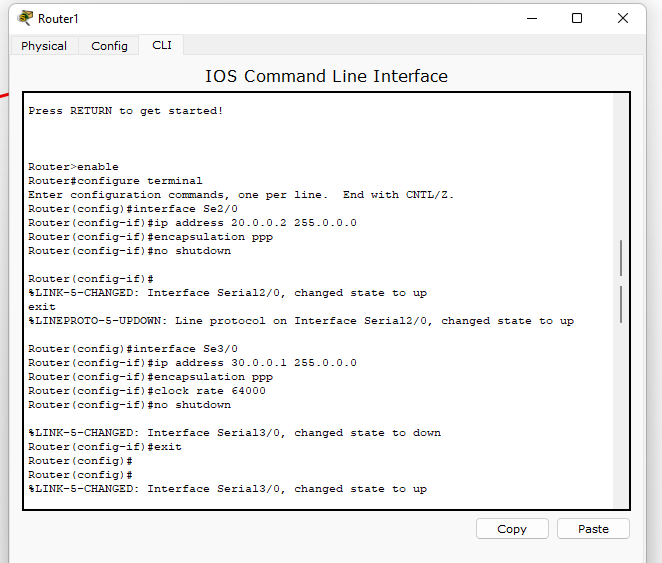 Router1
Physical Config CLI
IOS Command Line Interface
Press RETURN to get started!
Router>enable
Router#configure terminal
Enter configuration commands, one per line.  End with CNTL/Z.
Router(config)#interface Se2/0
Router(config-if)#ip address 20.0.0.2 255.0.0.0
Router(config-if)#encapsulation ppp
Router(config-if)#no shutdown
Router(config-if)#
%LINK-5-CHANGED: Interface Serial2/0, changed state to up
exit
%LINEPROTO-5-UPDOWN: Line protocol on Interface Serial2/0, changed state to up
Router(config)#interface Se3/0
Router(config-if)#ip address 30.0.0.1 255.0.0.0
Router(config-if)#encapsulation ppp
Router(config-if)#clock rate 64000
Router(config-if)#no shutdown
%LINK-5-CHANGED: Interface Serial3/0, changed state to down
Router(config-if)#exit
Router(config)#
Router(config)#
%LINK-5-CHANGED: Interface Serial3/0, changed state to up
Copy Paste